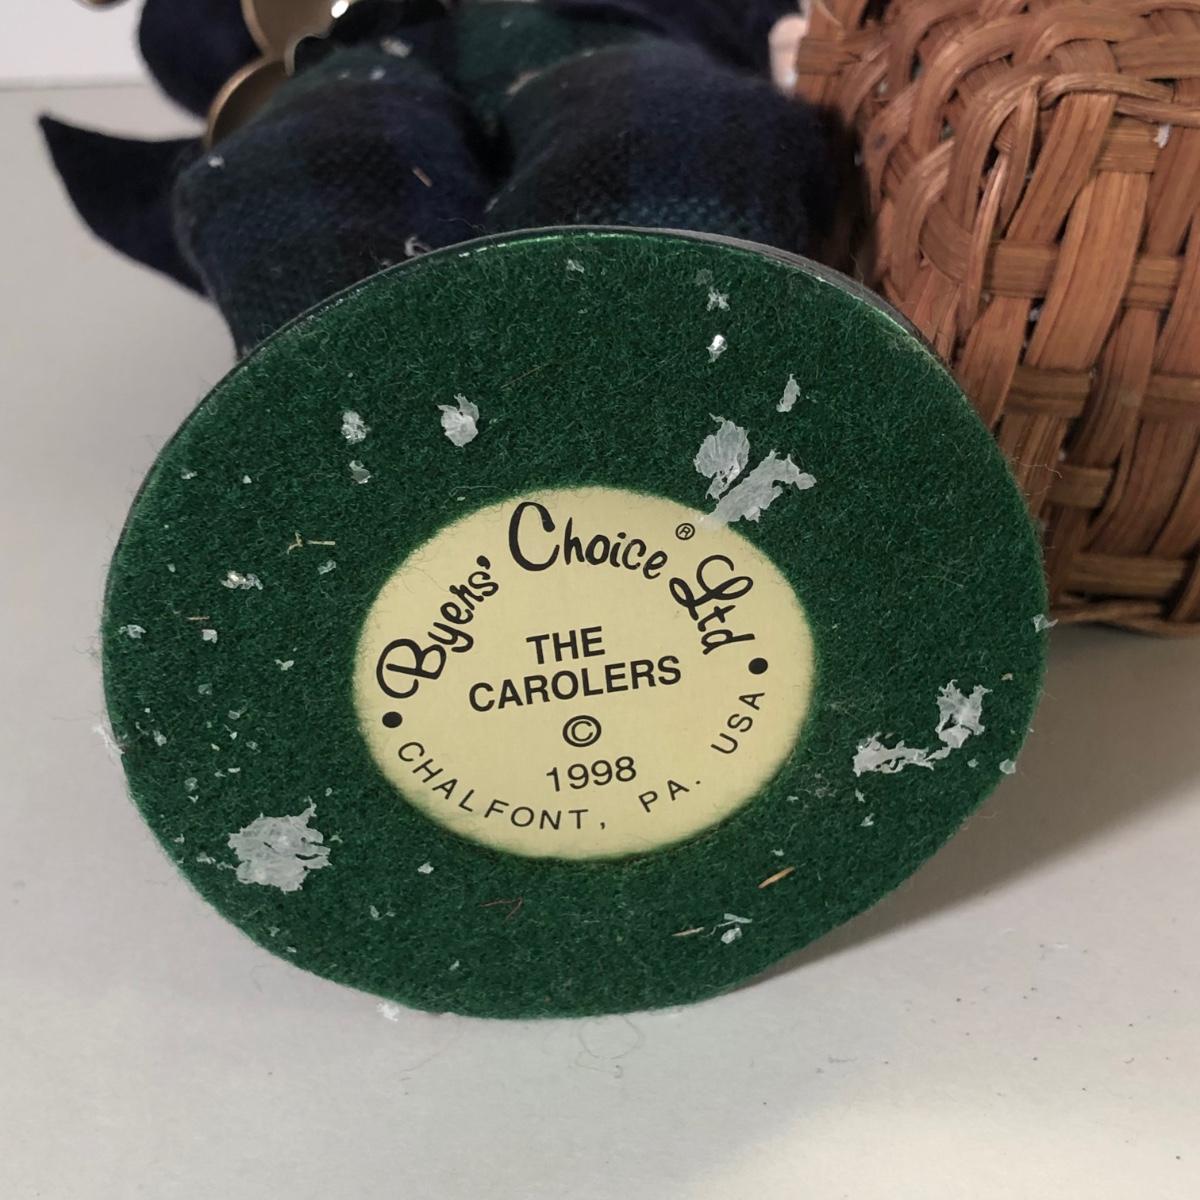 Byers' Choice® Ltd
THE
CAROLERS
©
1998
• CHALFONT, PA. USA •